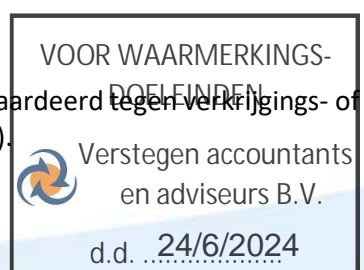 VOOR WAARMERKINGS-
DOELEINDEN
aardeerd tegen verkrijgings- of
).
Verstegen accountants
en adviseurs B.V.
d.d. 24/6/2024